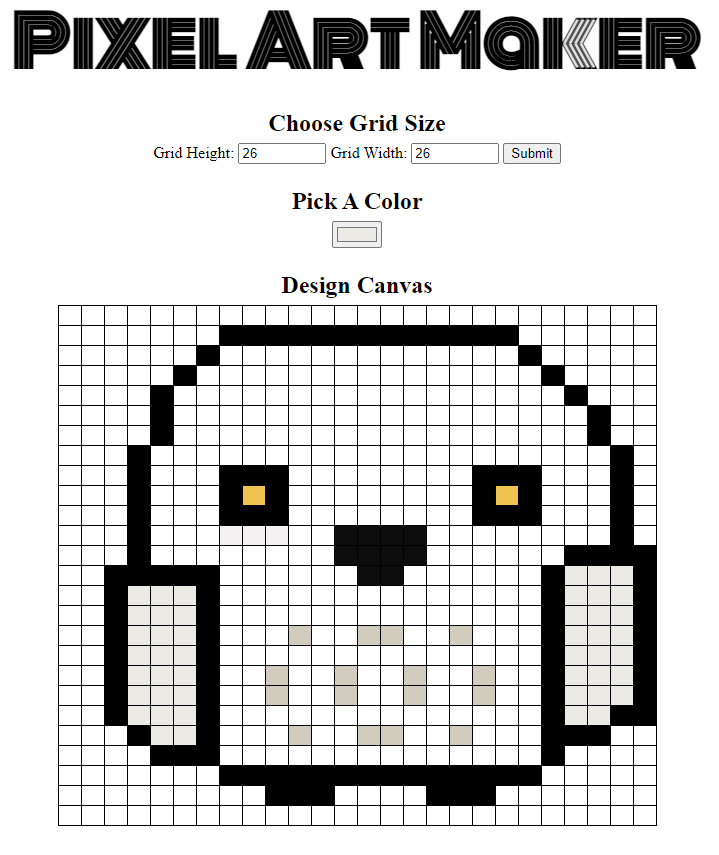 Pixel Art Maker
Choose Grid Size
Grid Height: 26 Grid Width: 26 Submit
Pick A Color
Design Canvas